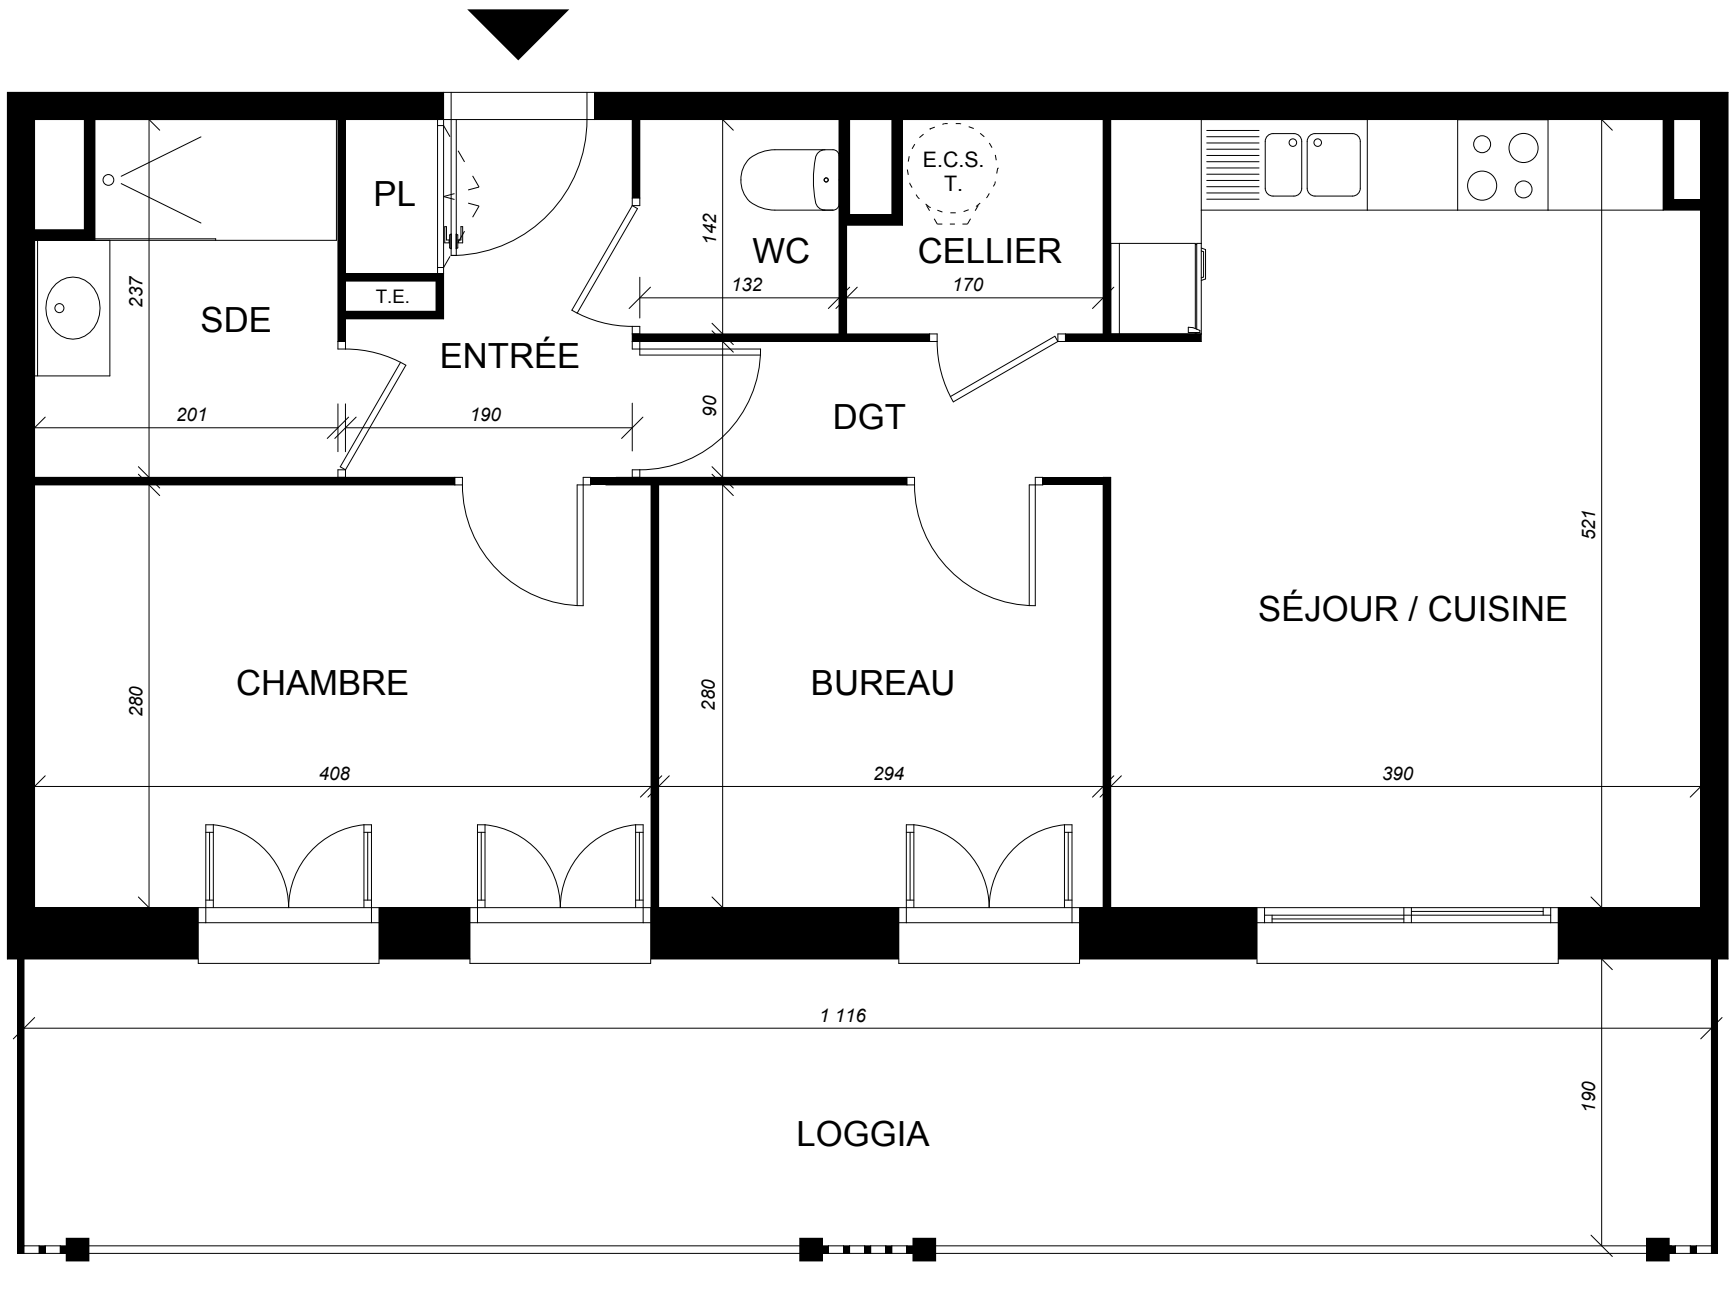 E.C.S.
T.
PL
142
WC
CELLIER
237
132
170
T.E.
SDE
ENTRÉE
201
190
90
DGT
521
SÉJOUR / CUISINE
CHAMBRE
BUREAU
280
280
408
294
390
1 116
190
LOGGIA